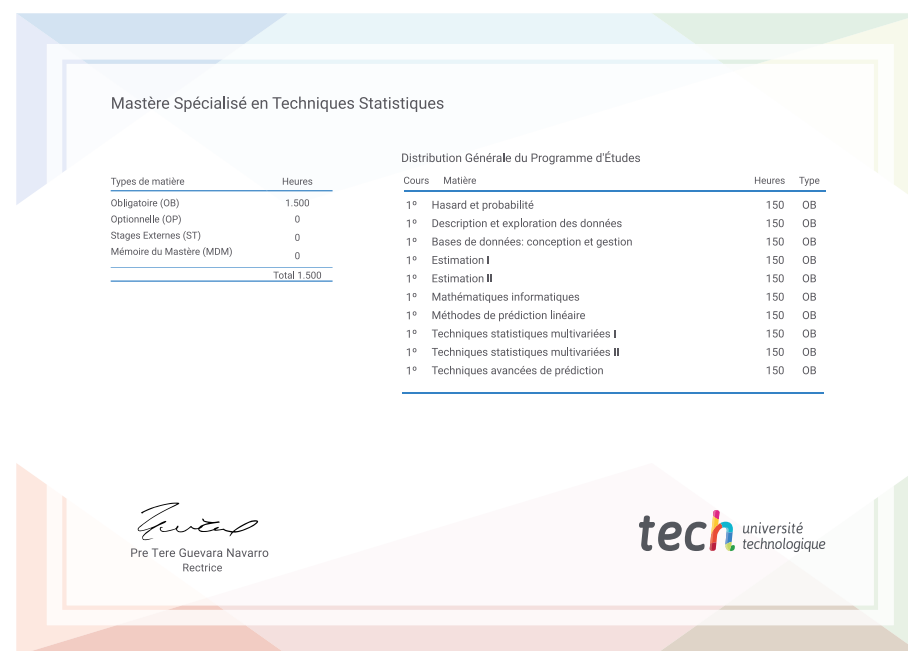 Mastère Spécialisé en Techniques Statistiques
Types de matière Heures
Obligatoire (OB) 1.500
Optionnelle (OP) 0
Stages Externes (ST) 0
Mémoire du Mastère (MDM) 0
Total 1.500
Distribution Générale du Programme d'Études
Cours Matière Heures Type
1º Hasard et probabilité 150 OB
1º Description et exploration des données 150 OB
1º Bases de données: conception et gestion 150 OB
1º Estimation I 150 OB
1º Estimation II 150 OB
1º Mathématiques informatiques 150 OB
1º Méthodes de prédiction linéaire 150 OB
1º Techniques statistiques multivariées I 150 OB
1º Techniques statistiques multivariées II 150 OB
1º Techniques avancées de prédiction 150 OB
Pre Tere Guevara Navarro
Rectrice
tech université
technologique